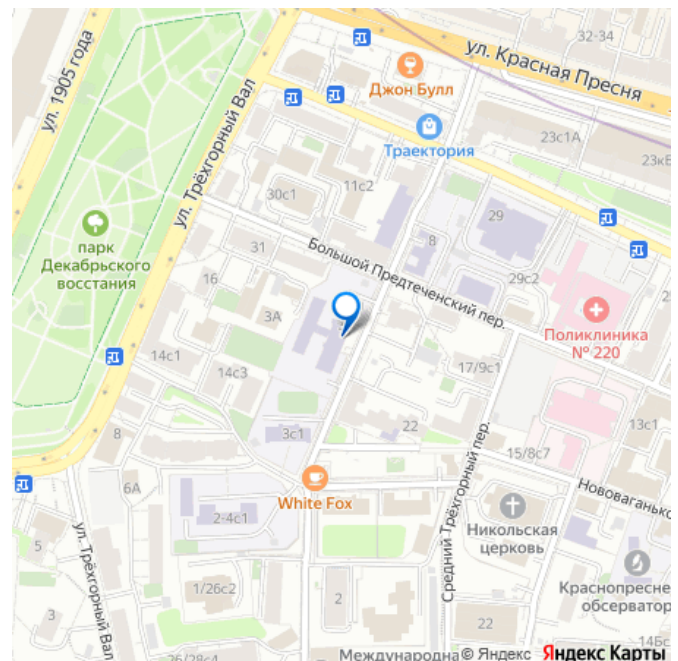 32-34
ул. Красная Пресня
ул. 1905 года
Джон Булл
ул. Трёхгорный Вал
Траектория
23с1А
11с2
30с1
29
8
31
Большой Предтеченский пер.
парк
Декабрьского
восстания
16
29с2
3А
Поликлиника
№ 220
14с1
14с3
17/9с1
13с1
22
3с1
8
15/8с7
6А
White Fox
Нововаганько
2-4с1
Никольская
церковь
Средний Трёхгорный пер.
5
ул. Трёхгорный Вал
1/26с2
2
Краснопресне
обсерватор
3
22
26/28с4
Международна
© Яндекс
Яндекс Карты